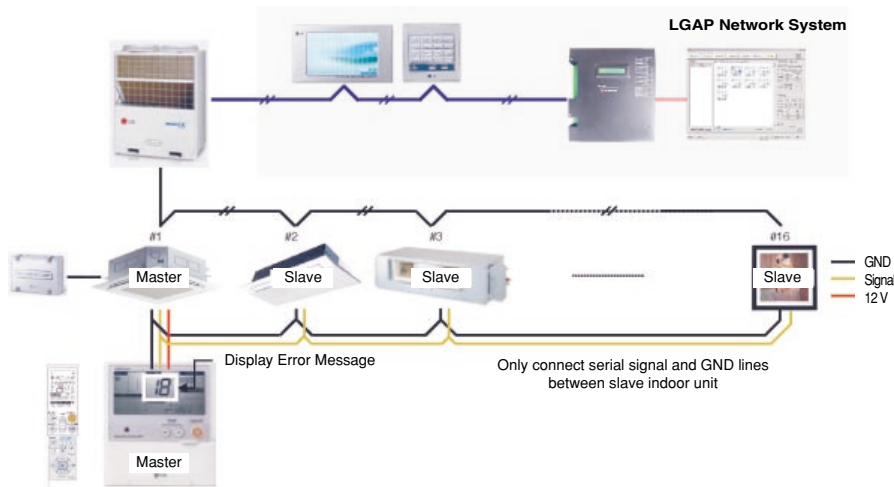 LGAP Network System
#1
#2
#3
#16
Master
Slave
Slave
Slave
GND
Signal
12 V
Display Error Message
Only connect serial signal and GND lines
between slave indoor unit
18
Master